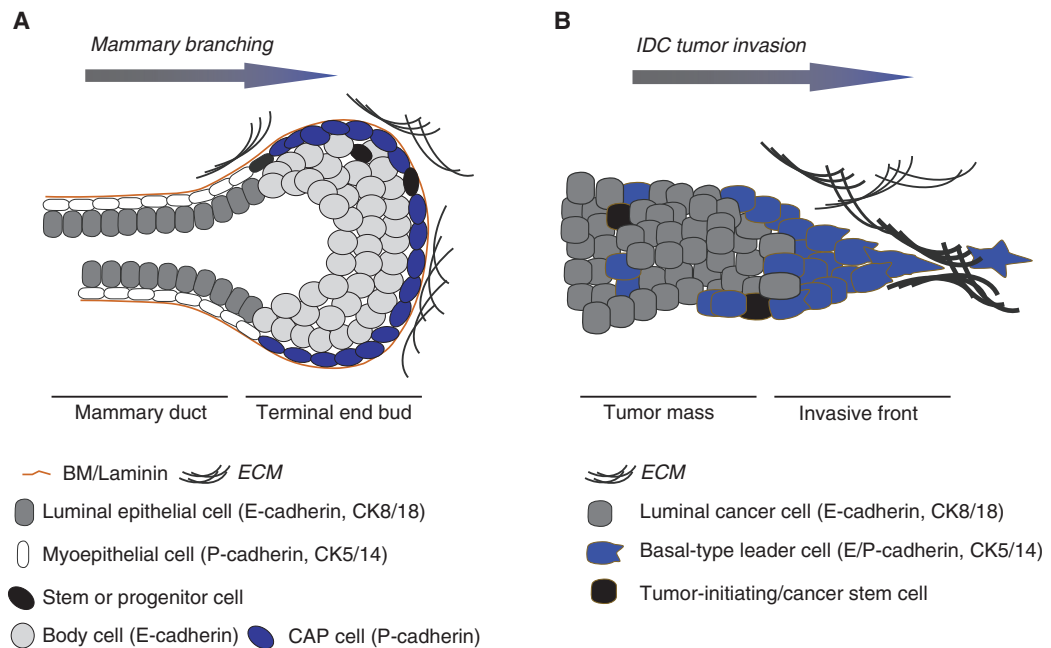 A
Mammary branching
Mammary duct
Terminal end bud
BM/Laminin
ECM
Luminal epithelial cell (E-cadherin, CK8/18)
Myoepithelial cell (P-cadherin, CK5/14)
Stem or progenitor cell
Body cell (E-cadherin)
CAP cell (P-cadherin)
B
IDC tumor invasion
Tumor mass
Invasive front
ECM
Luminal cancer cell (E-cadherin, CK8/18)
Basal-type leader cell (E/P-cadherin, CK5/14)
Tumor-initiating/cancer stem cell